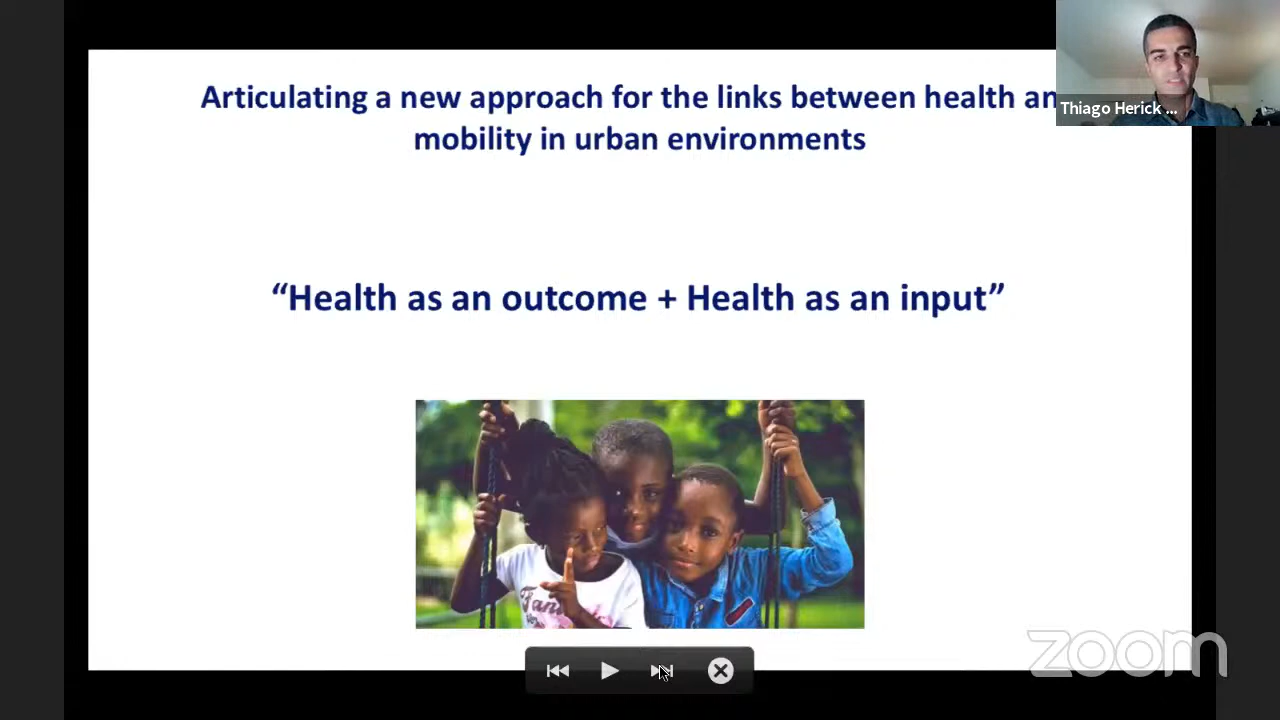 Articulating a new approach for the links between health an
mobility in urban environments
Thiago Herick ...
“Health as an outcome + Health as an input”
zoom